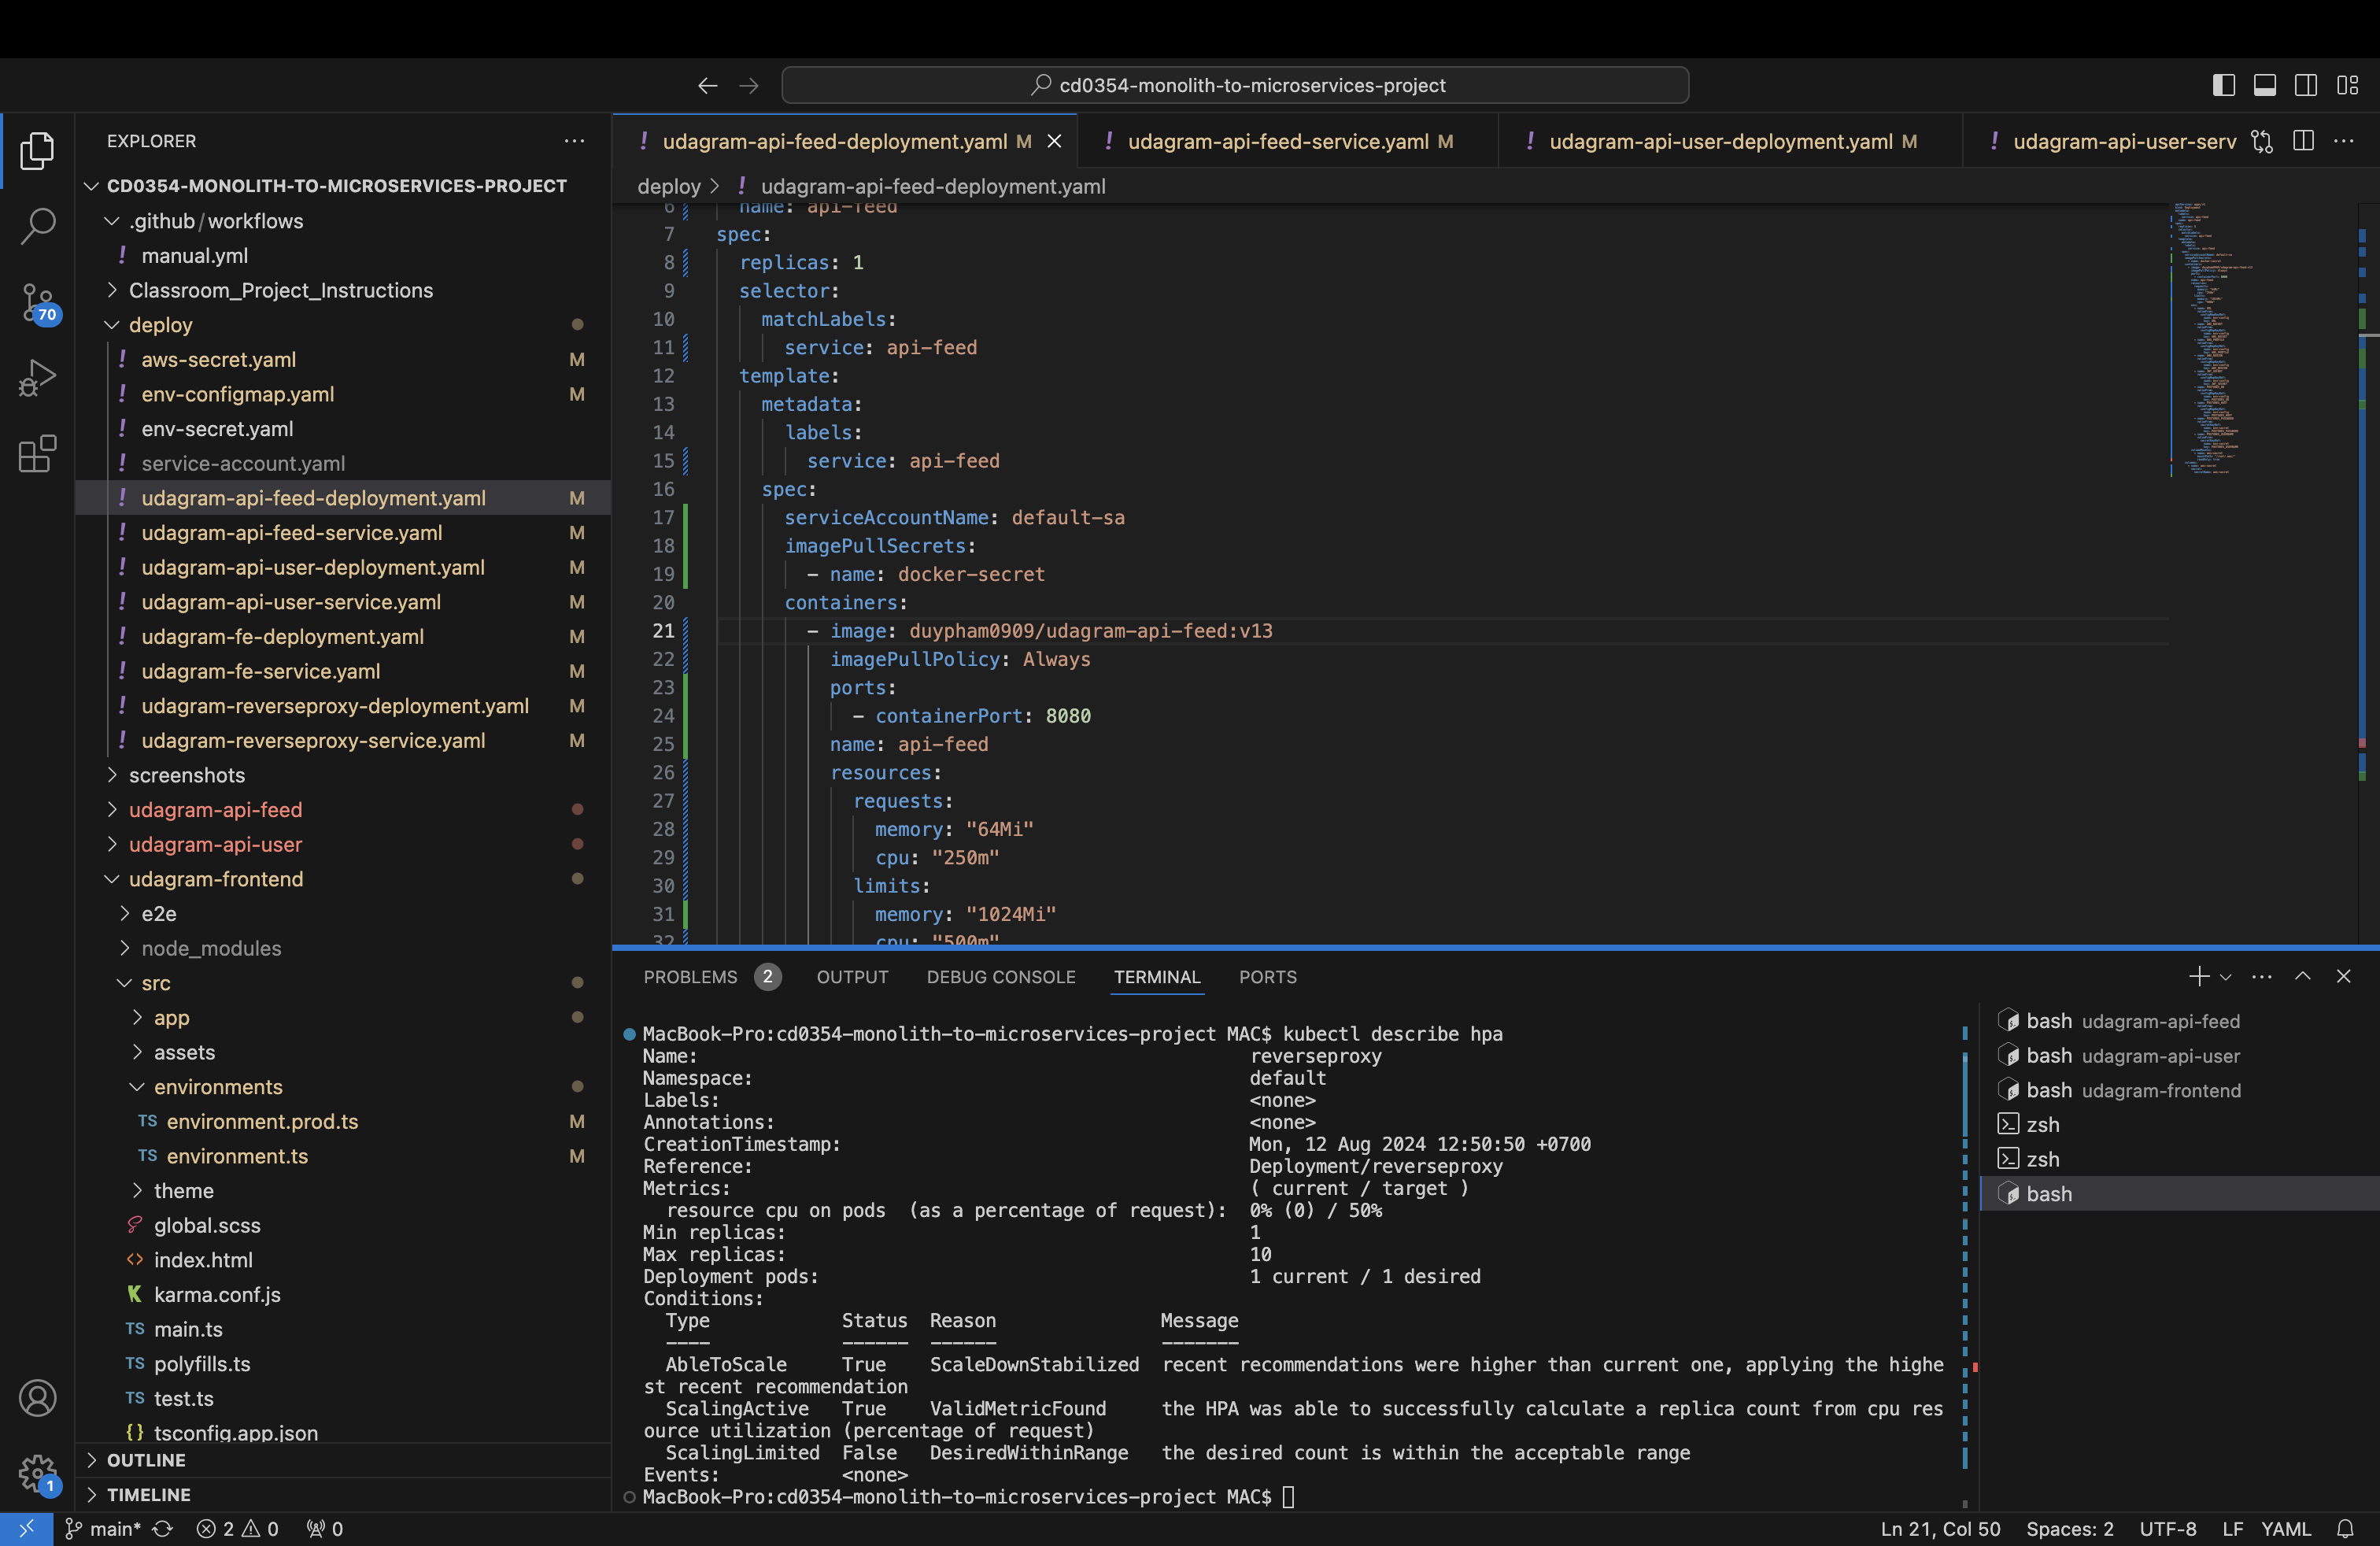 cd0354-monolith-to-microservices-project
EXPLORER
CD0354-MONOLITH-TO-MICROSERVICES-PROJECT
.github/workflows
manual.yml
Classroom_Project_Instructions
deploy
aws-secret.yaml M
env-configmap.yaml M
env-secret.yaml
service-account.yaml
udagram-api-feed-deployment.yaml M
udagram-api-feed-service.yaml M
udagram-api-user-deployment.yaml M
udagram-api-user-service.yaml M
udagram-fe-deployment.yaml M
udagram-fe-service.yaml M
udagram-reverseproxy-deployment.yaml M
udagram-reverseproxy-service.yaml M
screenshots
udagram-api-feed
udagram-api-user
udagram-frontend
e2e
node_modules
src
app
assets
environments
TS environment.prod.ts M
TS environment.ts M
theme
global.scss
index.html
karma.conf.js
TS main.ts
TS polyfills.ts
TS test.ts
{} tsconfig.app.json
OUTLINE
TIMELINE
70
1
! udagram-api-feed-deployment.yaml M
! udagram-api-feed-service.yaml M
! udagram-api-user-deployment.yaml M
! udagram-api-user-serv
deploy > ! udagram-api-feed-deployment.yaml
6 name: api-feed
7 spec:
8 replicas: 1
9 selector:
10 matchLabels:
11 service: api-feed
12 template:
13 metadata:
14 labels:
15 service: api-feed
16 spec:
17 serviceAccountName: default-sa
18 imagePullSecrets:
19 - name: docker-secret
20 containers:
21 - image: duypham0909/udagram-api-feed:v13
22 imagePullPolicy: Always
23 ports:
24 - containerPort: 8080
25 name: api-feed
26 resources:
27 requests:
28 memory: "64Mi"
29 cpu: "250m"
30 limits:
31 memory: "1024Mi"
32 cpu: "500m"
PROBLEMS 2 OUTPUT DEBUG CONSOLE TERMINAL PORTS
MacBook-Pro:cd0354-monolith-to-microservices-project MAC$ kubectl describe hpa
Name: reverseproxy
Namespace: default
Labels: <none>
Annotations: <none>
CreationTimestamp: Mon, 12 Aug 2024 12:50:50 +0700
Reference: Deployment/reverseproxy
Metrics: ( current / target )
resource cpu on pods (as a percentage of request): 0% (0) / 50%
Min replicas: 1
Max replicas: 10
Deployment pods: 1 current / 1 desired
Conditions:
Type Status Reason Message
---- ------ ------ -------
AbleToScale True ScaleDownStabilized recent recommendations were higher than current one, applying the highe
st recent recommendation
ScalingActive True ValidMetricFound the HPA was able to successfully calculate a replica count from cpu res
ource utilization (percentage of request)
ScalingLimited False DesiredWithinRange the desired count is within the acceptable range
Events: <none>
MacBook-Pro:cd0354-monolith-to-microservices-project MAC$
bash udagram-api-feed
bash udagram-api-user
bash udagram-frontend
zsh
zsh
bash
main* 2 0 0
Ln 21, Col 50 Spaces: 2 UTF-8 LF YAML